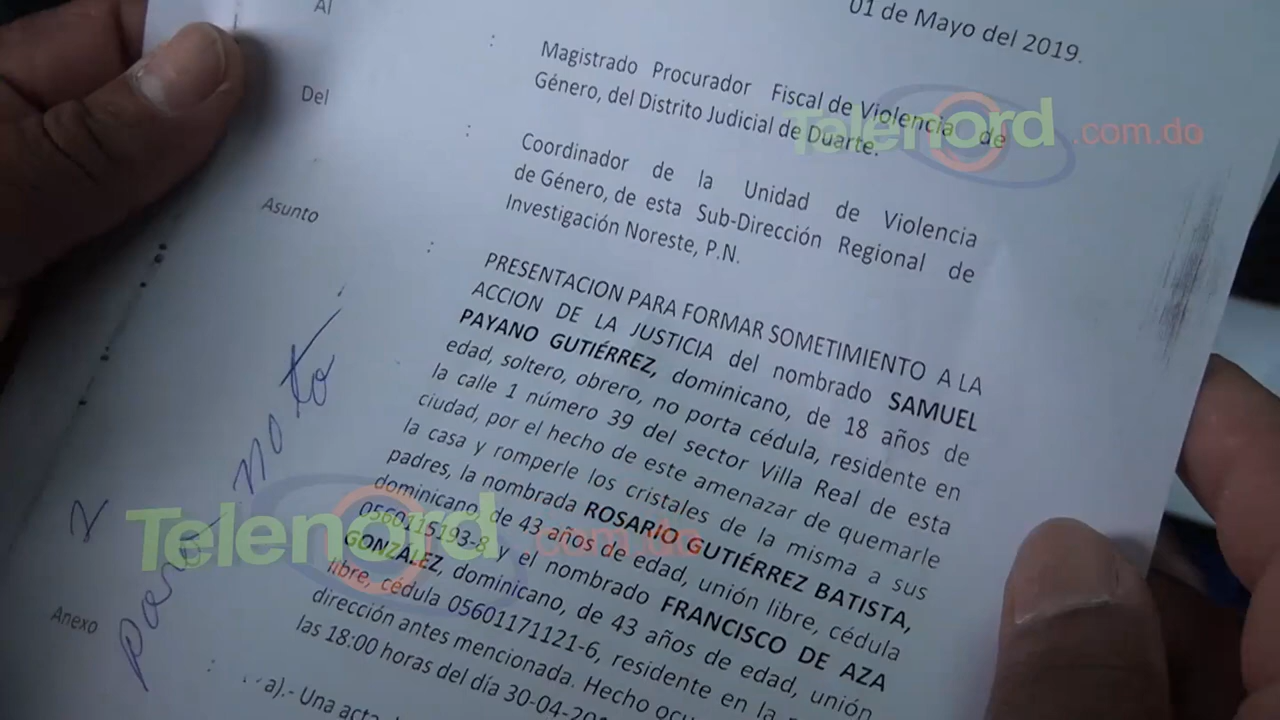 01 de Mayo del 2019.
Al : Magistrado Procurador Fiscal de Violencia de
Género, del Distrito Judicial de Duarte.
Telenord.com.do
Del : Coordinador de la Unidad de Violencia
de Género, de esta Sub-Dirección Regional de
Investigación Noreste, P.N.
Asunto : PRESENTACION PARA FORMAR SOMETIMIENTO A LA
ACCION DE LA JUSTICIA del nombrado SAMUEL
PAYANO GUTIÉRREZ, dominicano, de 18 años de
edad, soltero, obrero, no porta cédula, residente en
la calle 1 número 39 del sector Villa Real de esta
ciudad, por el hecho de este amenazar de quemarle
la casa y romperle los cristales de la misma a sus
padres, la nombrada ROSARIO GUTIÉRREZ BATISTA,
dominicano de 43 años de edad, unión libre, cédula
y el nombrado FRANCISCO DE AZA
GONZÁLEZ, dominicano, de 43 años de edad, unión
libre, cédula 05601171121-6, residente en la
dirección antes mencionada. Hecho
las 18:00 horas del día 30-04-
Telenord.com.do
Anexo : a).- Una acta